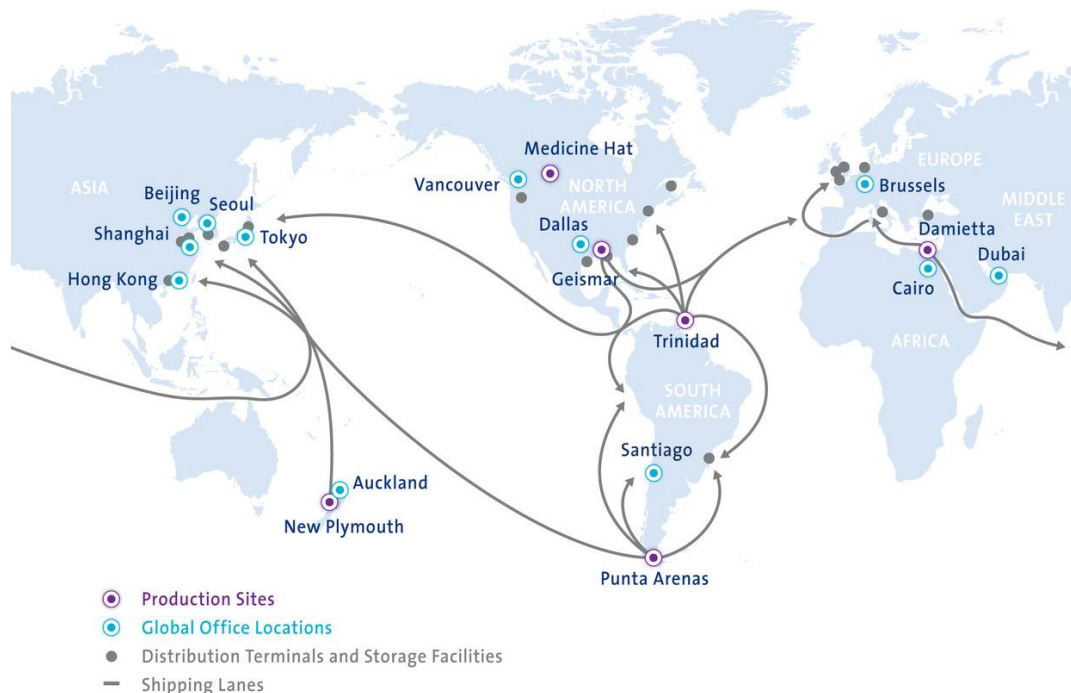 Medicine Hat
Vancouver
NORTH
AMERICA
Dallas
Geismar
EUROPE
Brussels
MIDDLE
EAST
Damietta
Dubai
Cairo
AFRICA
ASIA
Beijing
Seoul
Shanghai
Tokyo
Hong Kong
Trinidad
SOUTH
AMERICA
Santiago
Auckland
New Plymouth
Punta Arenas
Production Sites
Global Office Locations
Distribution Terminals and Storage Facilities
Shipping Lanes